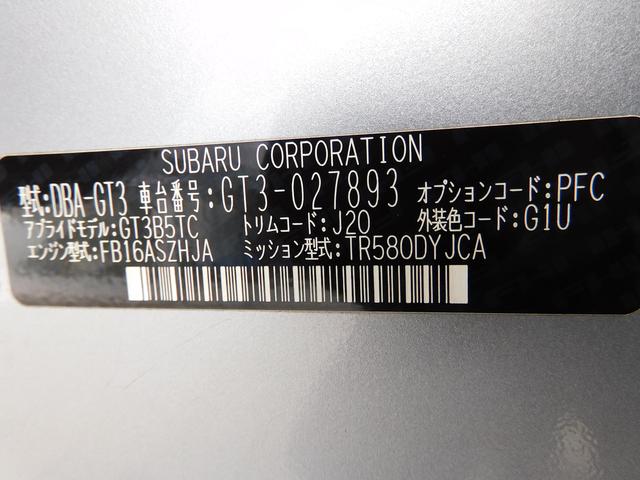 SUBARU CORPORATION
型式:DBA-GT3 車台番号:GT3-027893 オプションコード:PFC
アプライドモデル:GT3B5TC トリムコード:J20 外装色コード:G1U
エンジン型式:FB16ASZHJA ミッション型式:TR580DYJCA